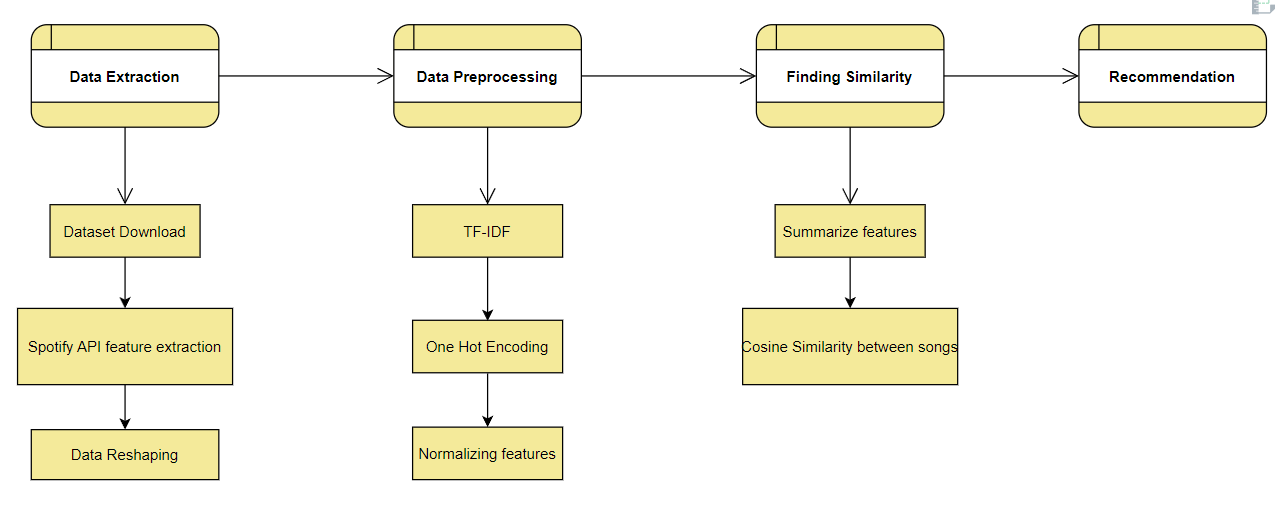 Data Extraction
Data Preprocessing
Finding Similarity
Recommendation
Dataset Download
TF-IDF
Summarize features
Spotify API feature extraction
One Hot Encoding
Cosine Similarity between songs
Data Reshaping
Normalizing features